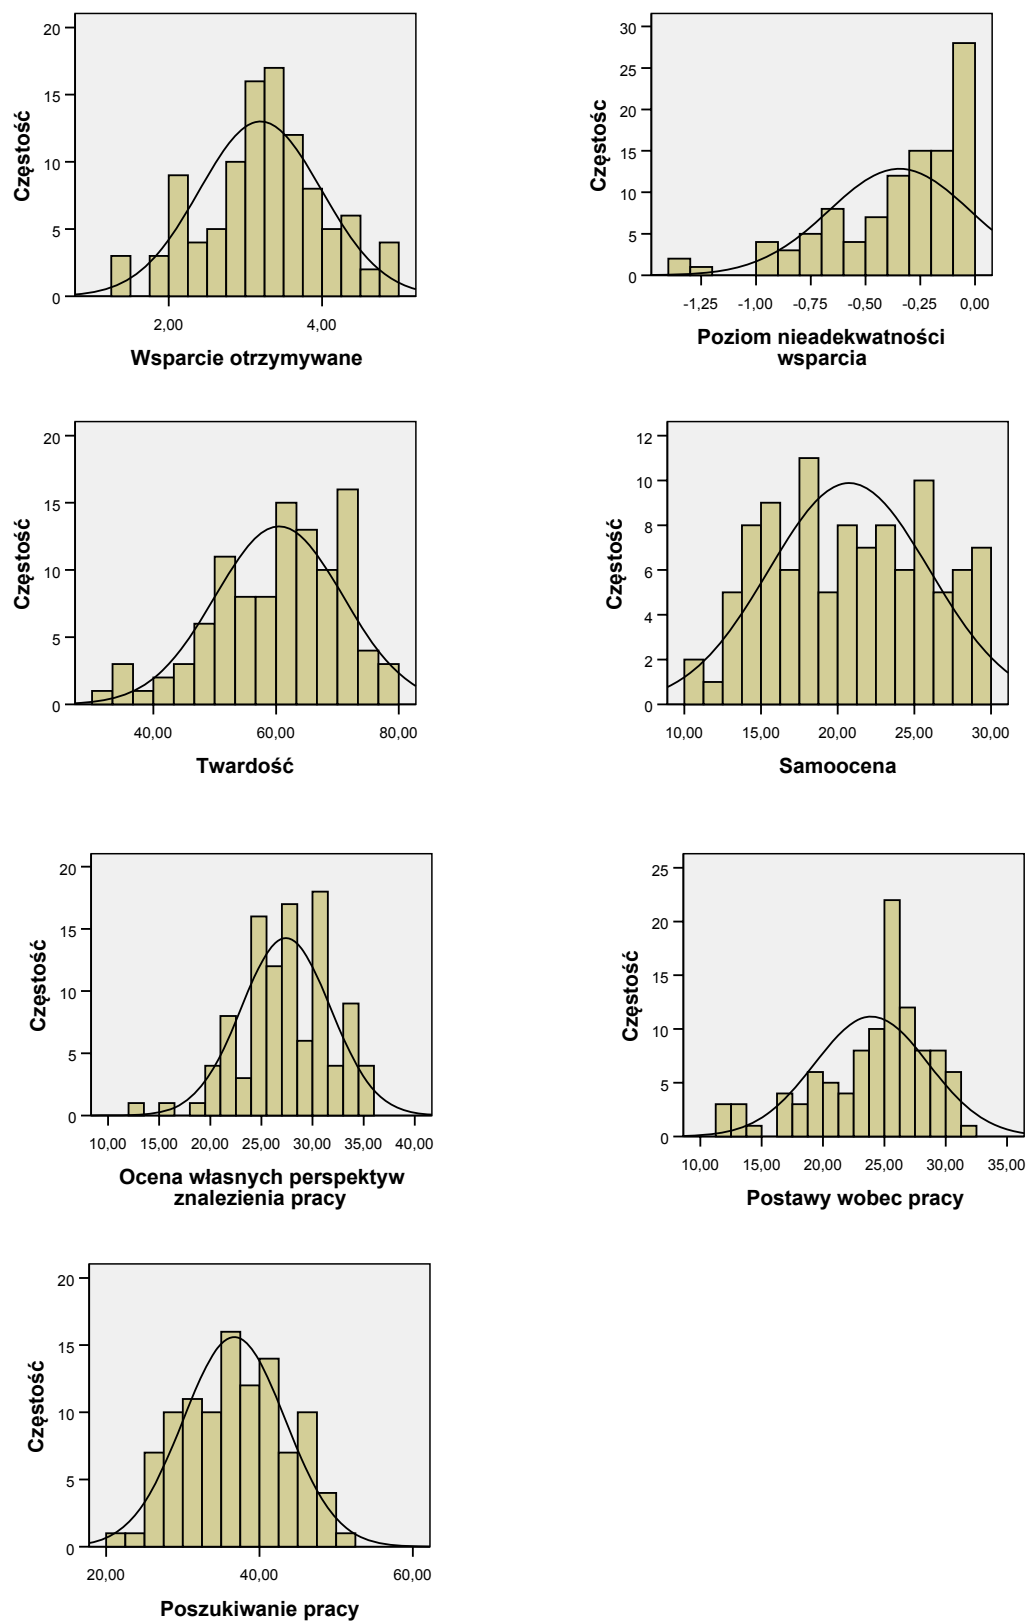 20
15
10
5
0
Częstość
2,00 4,00
Wsparcie otrzymywane
30
25
20
15
10
5
0
Częstość
-1,25 -1,00 -0,75 -0,50 -0,25 0,00
Poziom nieadekwatności
wsparcia
20
15
10
5
0
Częstość
40,00 60,00 80,00
Twardość
12
10
8
6
4
2
0
Częstość
10,00 15,00 20,00 25,00 30,00
Samoocena
20
15
10
5
0
Częstość
10,00 15,00 20,00 25,00 30,00 35,00 40,00
Ocena własnych perspektyw
znalezienia pracy
25
20
15
10
5
0
Częstość
10,00 15,00 20,00 25,00 30,00 35,00
Postawy wobec pracy
20
15
10
5
0
Częstość
20,00 40,00 60,00
Poszukiwanie pracy